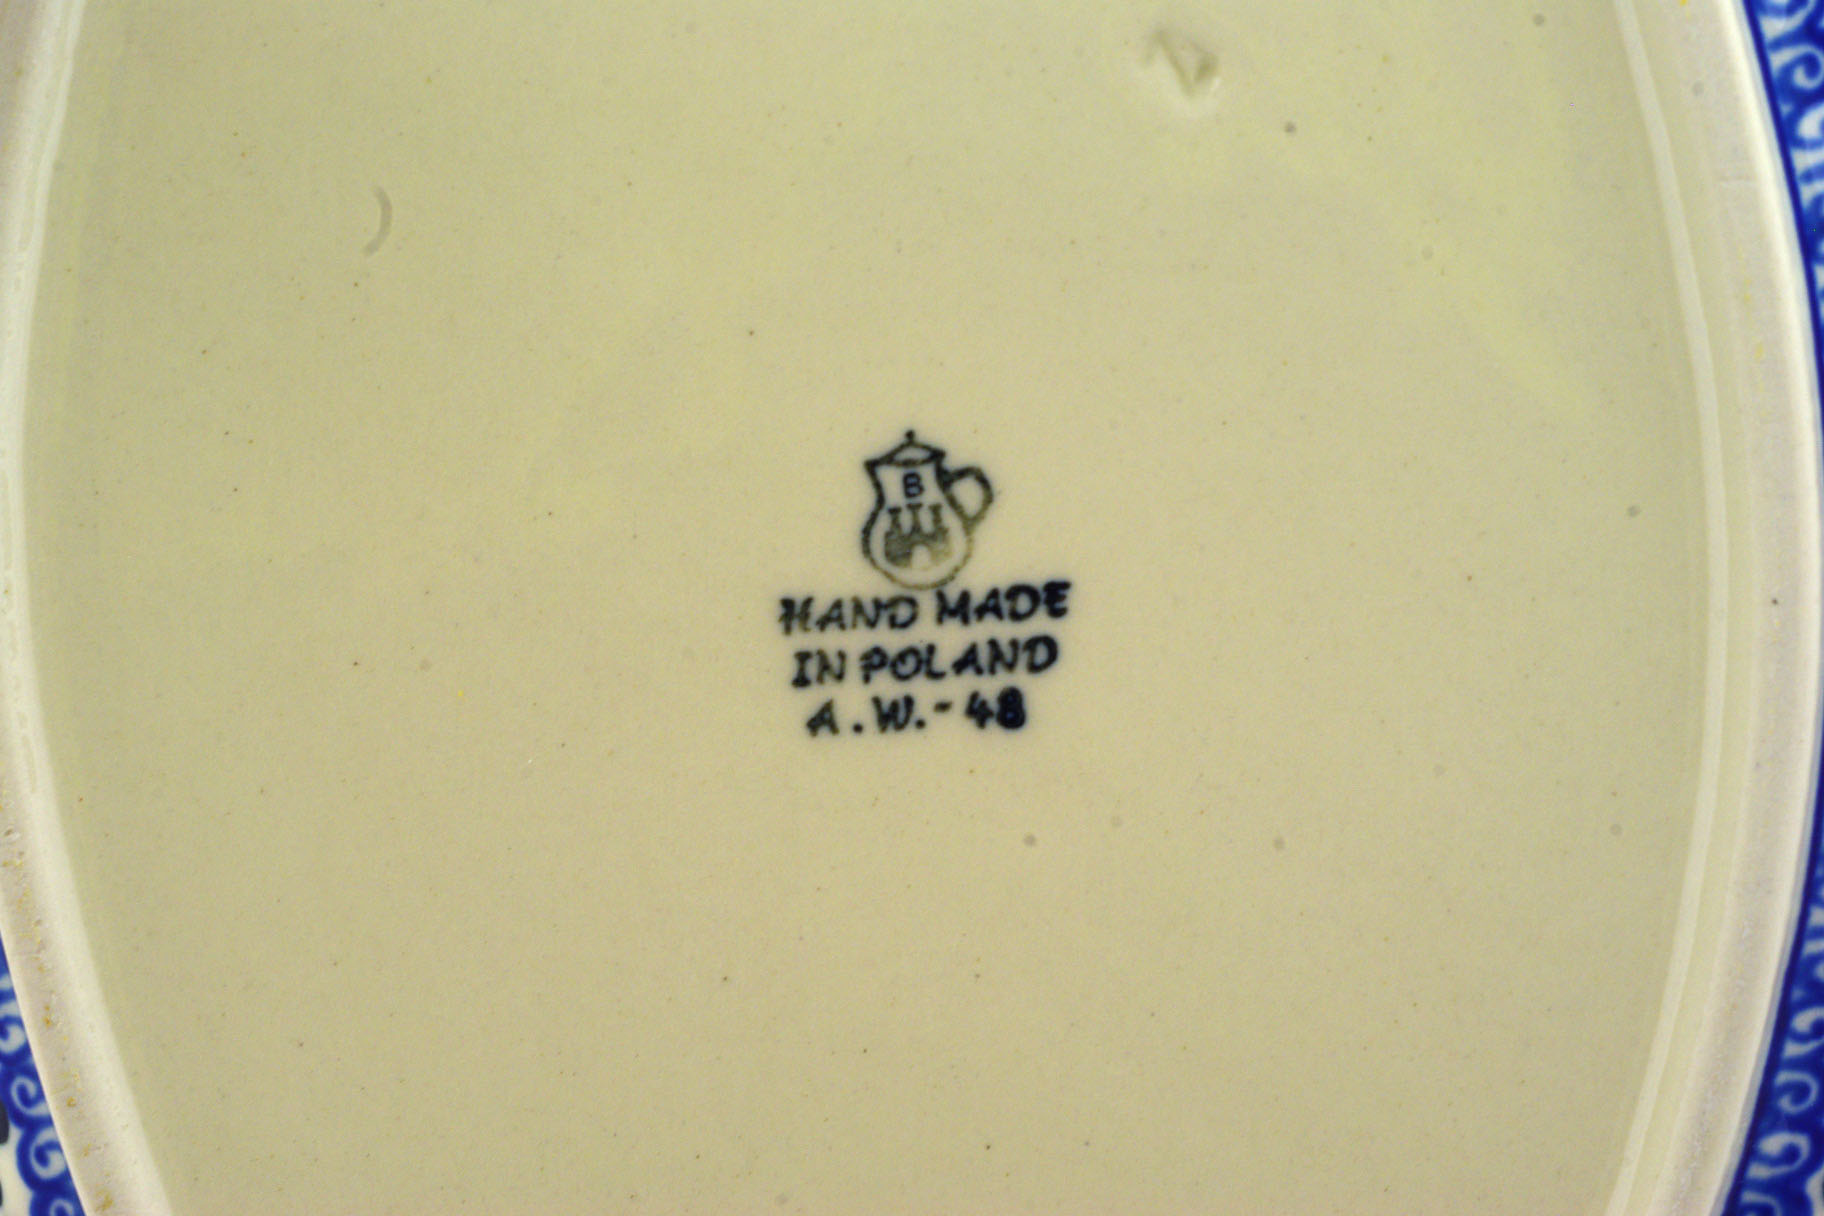 B
HAND MADE
IN POLAND
A.W.-48